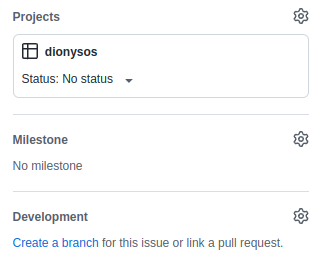 Projects
dionysos
Status: No status
Milestone
No milestone
Development
Create a branch for this issue or link a pull request.